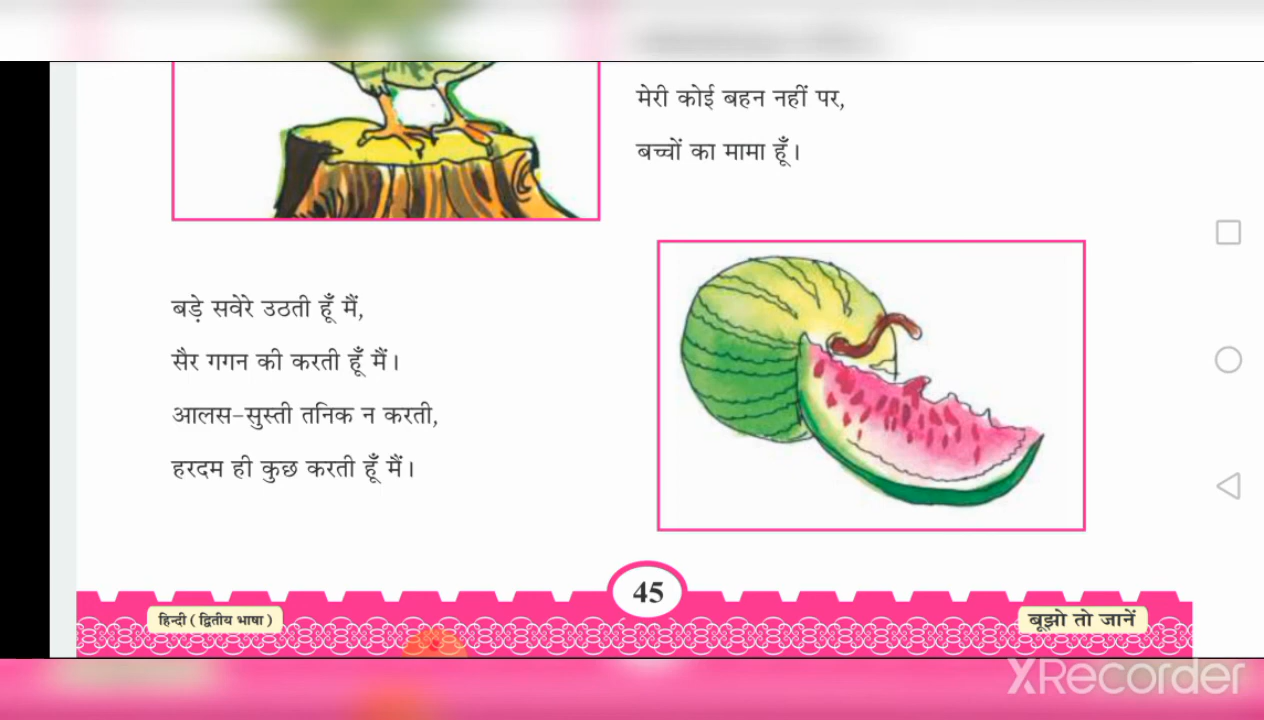 मेरी कोई बहन नहीं पर,
बच्चों का मामा हूँ।
बड़े सवेरे उठती हूँ मैं,
सैर गगन की करती हूँ मैं।
आलस-सुस्ती तनिक न करती,
हरदम ही कुछ करती हूँ मैं।
45
हिन्दी ( द्वितीय भाषा )
बूझो तो जानें
XRecorder